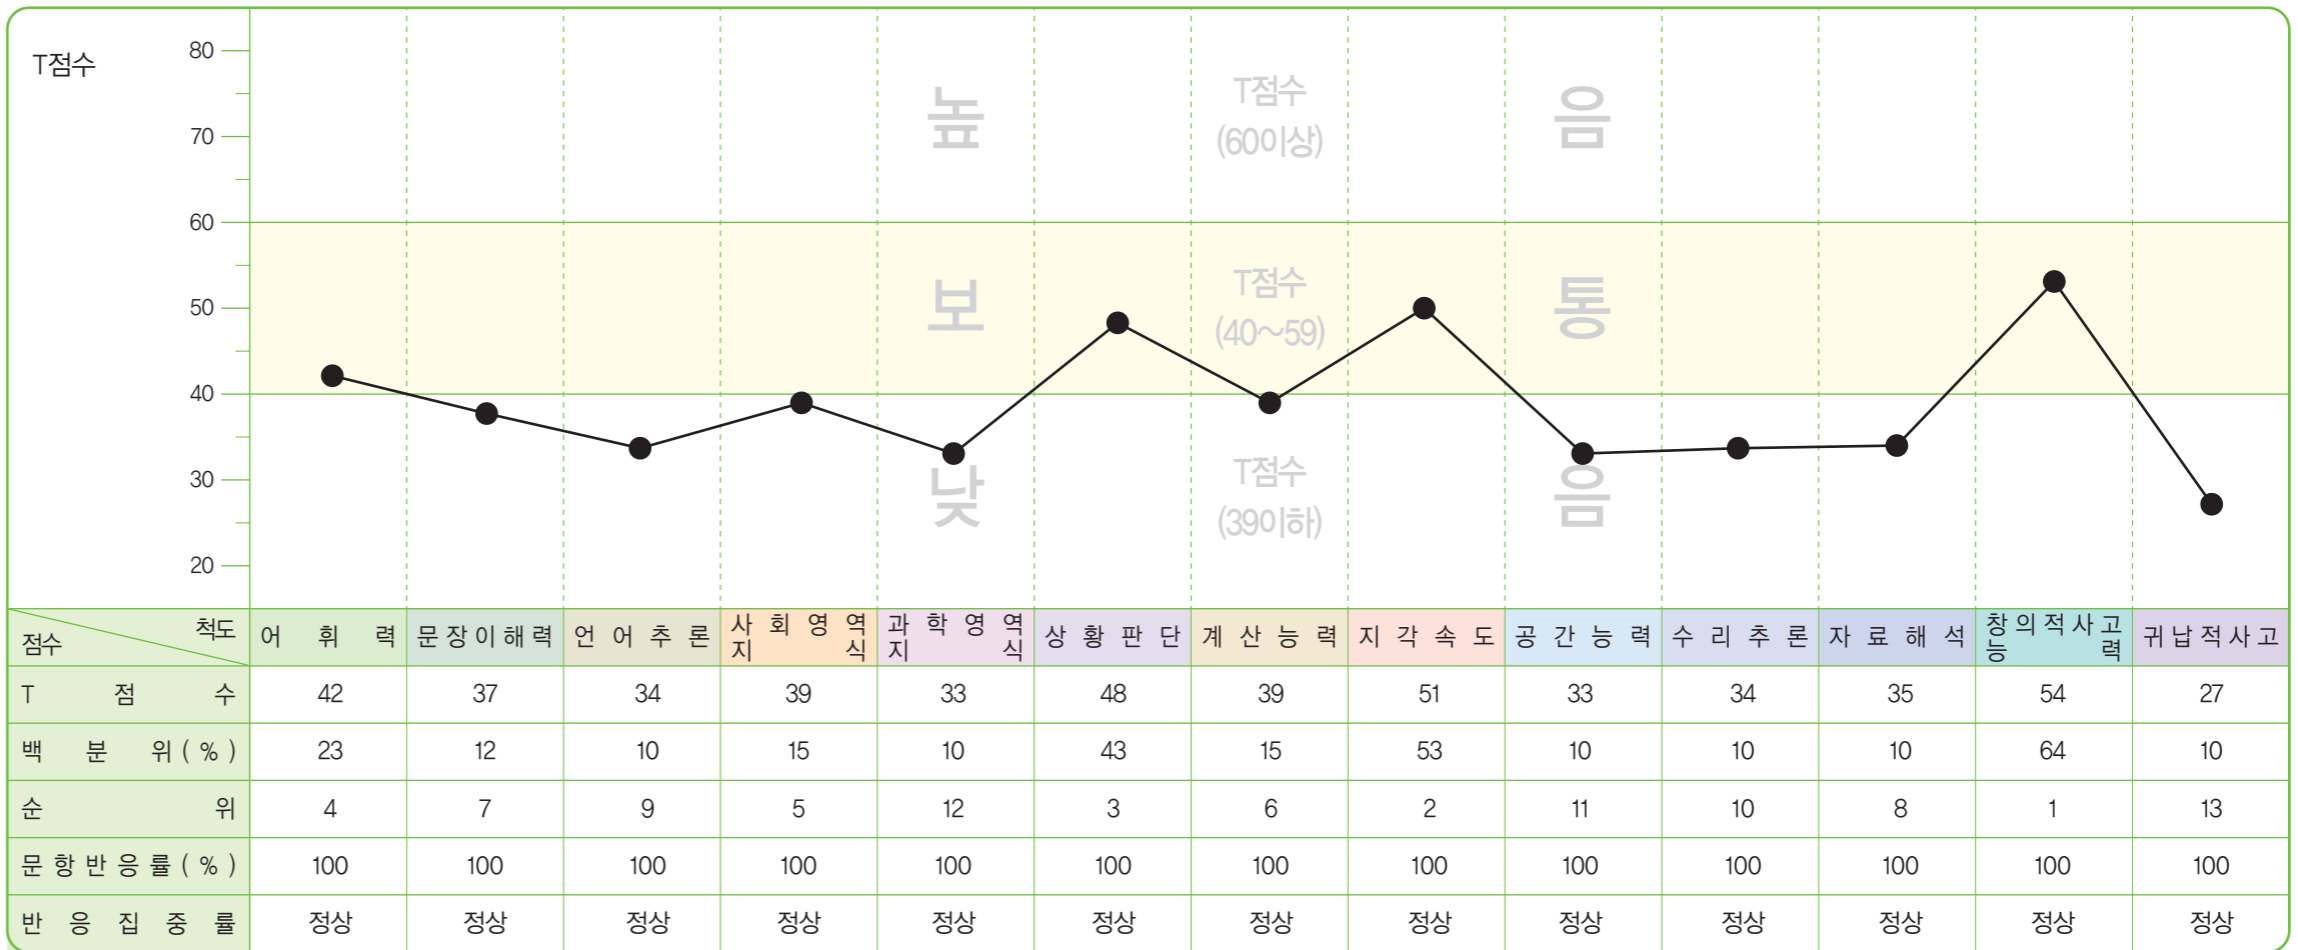 T점수
80
70
60
50
40
30
20
높 T점수 음
(60이상)
보 T점수 통
(40~59)
낮 T점수 음
(39이하)
점수 척도 어휘력 문장이해력 언어추론 사회영역지식 과학영역지식 상황판단 계산능력 지각속도 공간능력 수리추론 자료해석 창의적사고능력 귀납적사고
T점수 42 37 34 39 33 48 39 51 33 34 35 54 27
백분위(%) 23 12 10 15 10 43 15 53 10 10 10 64 10
순위 4 7 9 5 12 3 6 2 11 10 8 1 13
문항반응률(%) 100 100 100 100 100 100 100 100 100 100 100 100 100
반응집중률 정상 정상 정상 정상 정상 정상 정상 정상 정상 정상 정상 정상 정상